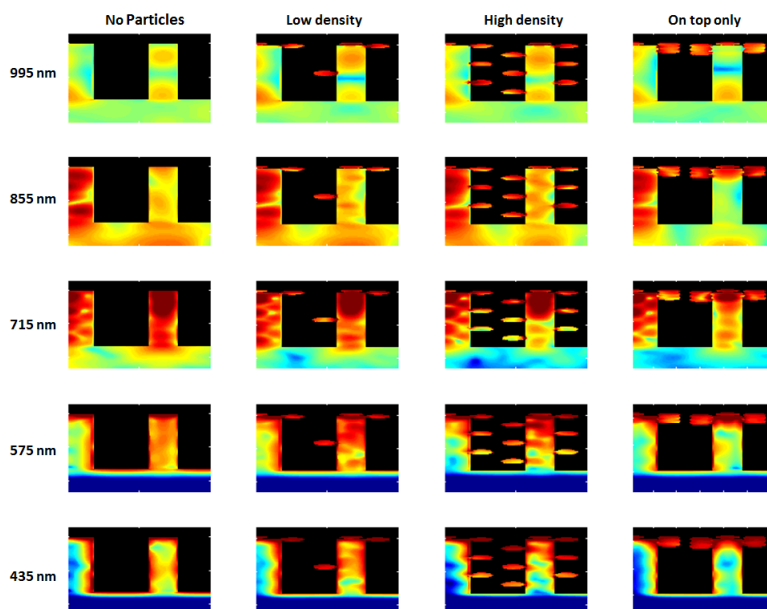 No Particles Low density High density On top only
995 nm
855 nm
715 nm
575 nm
435 nm